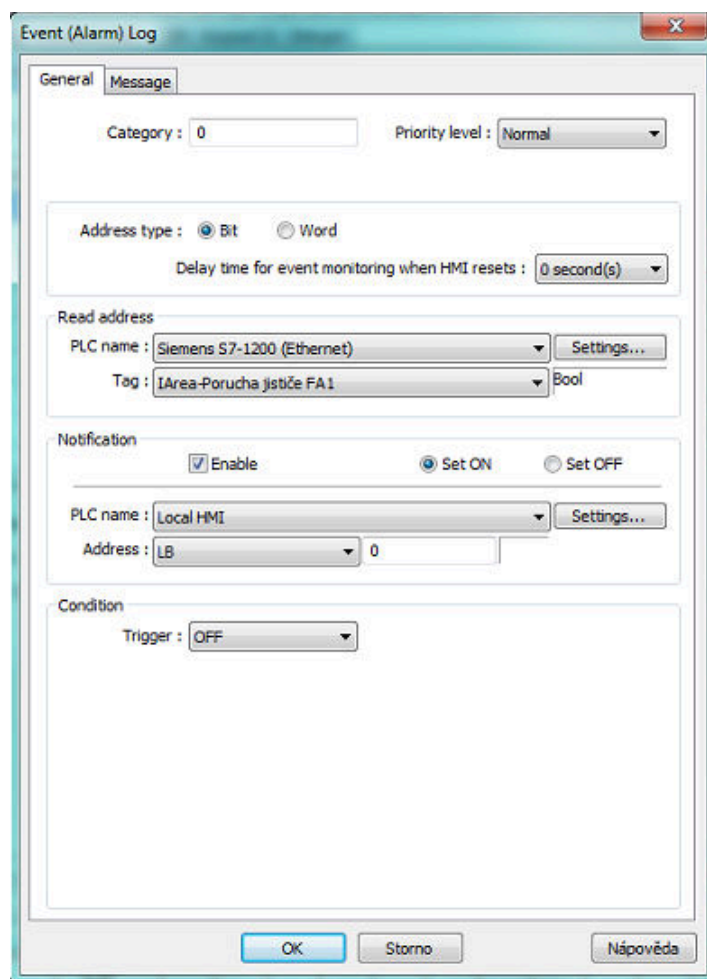 Event (Alarm) Log
General Message
Category : 0 Priority level : Normal
Address type : Bit Word
Delay time for event monitoring when HMI resets : 0 second(s)
Read address
PLC name : Siemens S7-1200 (Ethernet) Settings...
Tag : IArea-Porucha jističe FA1 Bool
Notification
Enable Set ON Set OFF
PLC name : Local HMI Settings...
Address : LB 0
Condition
Trigger : OFF
OK Storno Nápověda